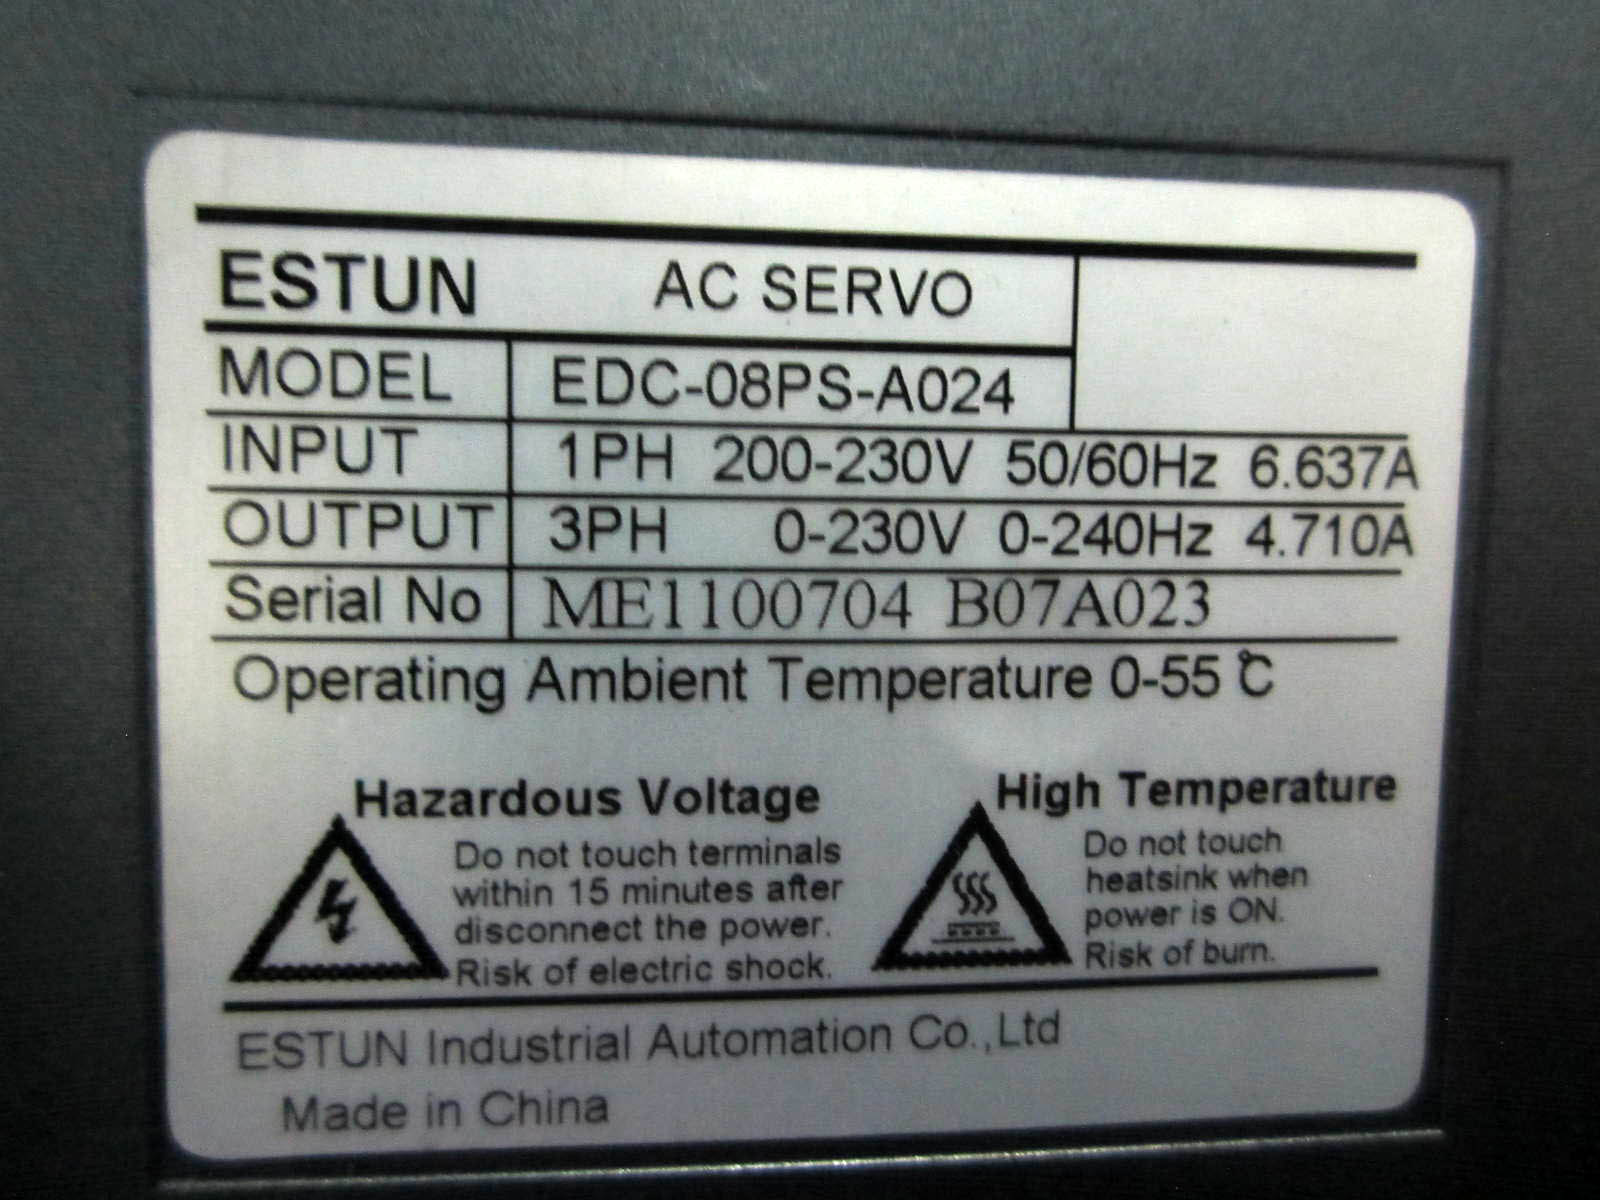 ESTUN AC SERVO
MODEL EDC-08PS-A024
INPUT 1PH 200-230V 50/60Hz 6.637A
OUTPUT 3PH 0-230V 0-240Hz 4.710A
Serial No ME1100704 B07A023
Operating Ambient Temperature 0-55 ℃
Hazardous Voltage
Do not touch terminals
within 15 minutes after
disconnect the power.
Risk of electric shock.
High Temperature
Do not touch
heatsink when
power is ON.
Risk of burn.
ESTUN Industrial Automation Co.,Ltd
Made in China